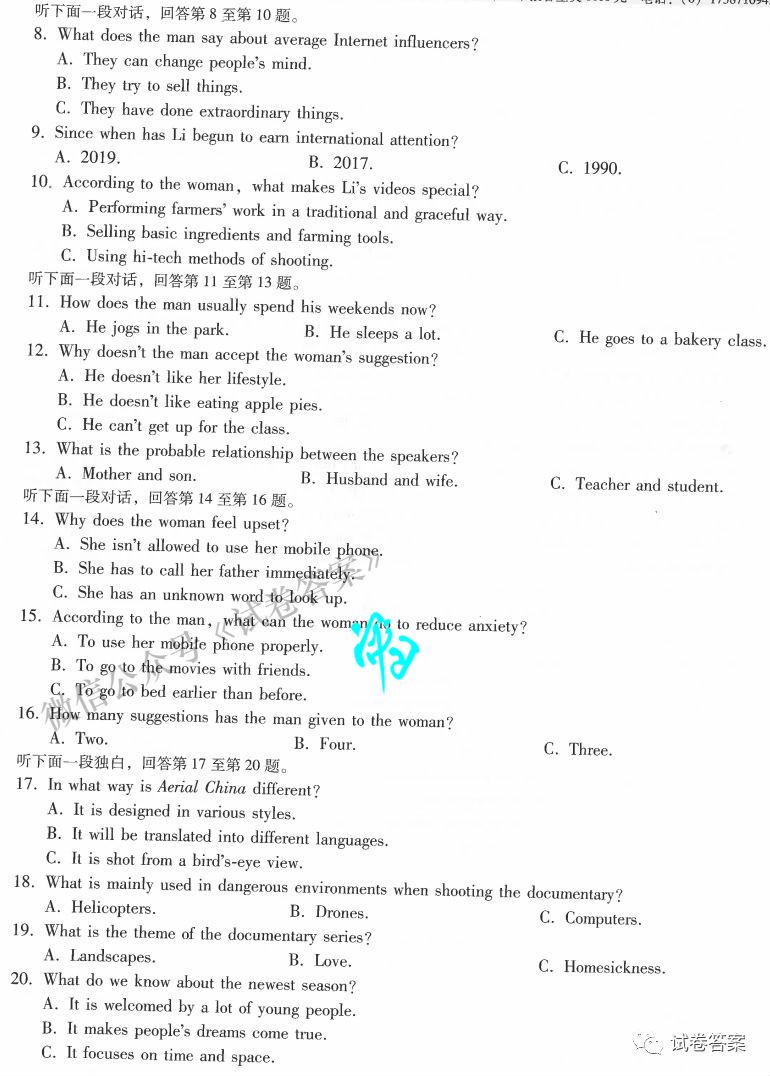 听下面一段对话，回答第 8 至第 10 题。
8. What does the man say about average Internet influencers?
A. They can change people's mind.
B. They try to sell things.
C. They have done extraordinary things.
9. Since when has Li begun to earn international attention?
A. 2019. B. 2017. C. 1990.
10. According to the woman, what makes Li's videos special?
A. Performing farmers' work in a traditional and graceful way.
B. Selling basic ingredients and farming tools.
C. Using hi-tech methods of shooting.
听下面一段对话，回答第 11 至第 13 题。
11. How does the man usually spend his weekends now?
A. He jogs in the park. B. He sleeps a lot. C. He goes to a bakery class.
12. Why doesn't the man accept the woman's suggestion?
A. He doesn't like her lifestyle.
B. He doesn't like eating apple pies.
C. He can't get up for the class.
13. What is the probable relationship between the speakers?
A. Mother and son. B. Husband and wife. C. Teacher and student.
听下面一段对话，回答第 14 至第 16 题。
14. Why does the woman feel upset?
A. She isn't allowed to use her mobile phone.
B. She has to call her father immediately.
C. She has an unknown word to look up.
15. According to the man, what can the woman do to reduce anxiety?
A. To use her mobile phone properly.
B. To go to the movies with friends.
C. To go to bed earlier than before.
16. How many suggestions has the man given to the woman?
A. Two. B. Four. C. Three.
听下面一段独白，回答第 17 至第 20 题。
17. In what way is Aerial China different?
A. It is designed in various styles.
B. It will be translated into different languages.
C. It is shot from a bird's-eye view.
18. What is mainly used in dangerous environments when shooting the documentary?
A. Helicopters. B. Drones. C. Computers.
19. What is the theme of the documentary series?
A. Landscapes. B. Love. C. Homesickness.
20. What do we know about the newest season?
A. It is welcomed by a lot of young people.
B. It makes people's dreams come true.
C. It focuses on time and space.
微信公众号《试卷答案》
试卷答案